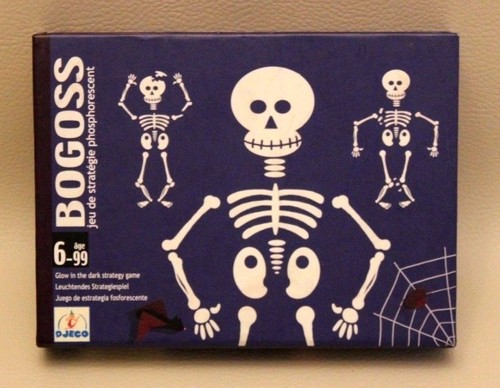 BOGOSS
jeu de stratégie phosphorescent
âge
6-99
Glow in the dark strategy game
Leuchtendes Strategiespiel
Juego de estrategia fosforescente
DJECO